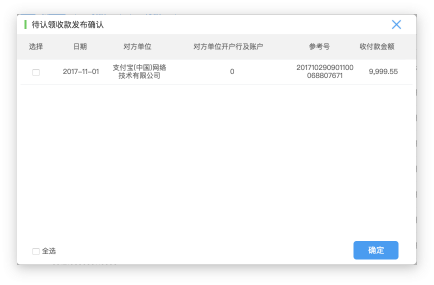 待认领收款发布确认
选择 日期 对方单位 对方单位开户行及账户 参考号 收付款金额
2017-11-01 支付宝(中国)网络 0 201710290901100 9,999.55
技术有限公司 068807671
全选 确定